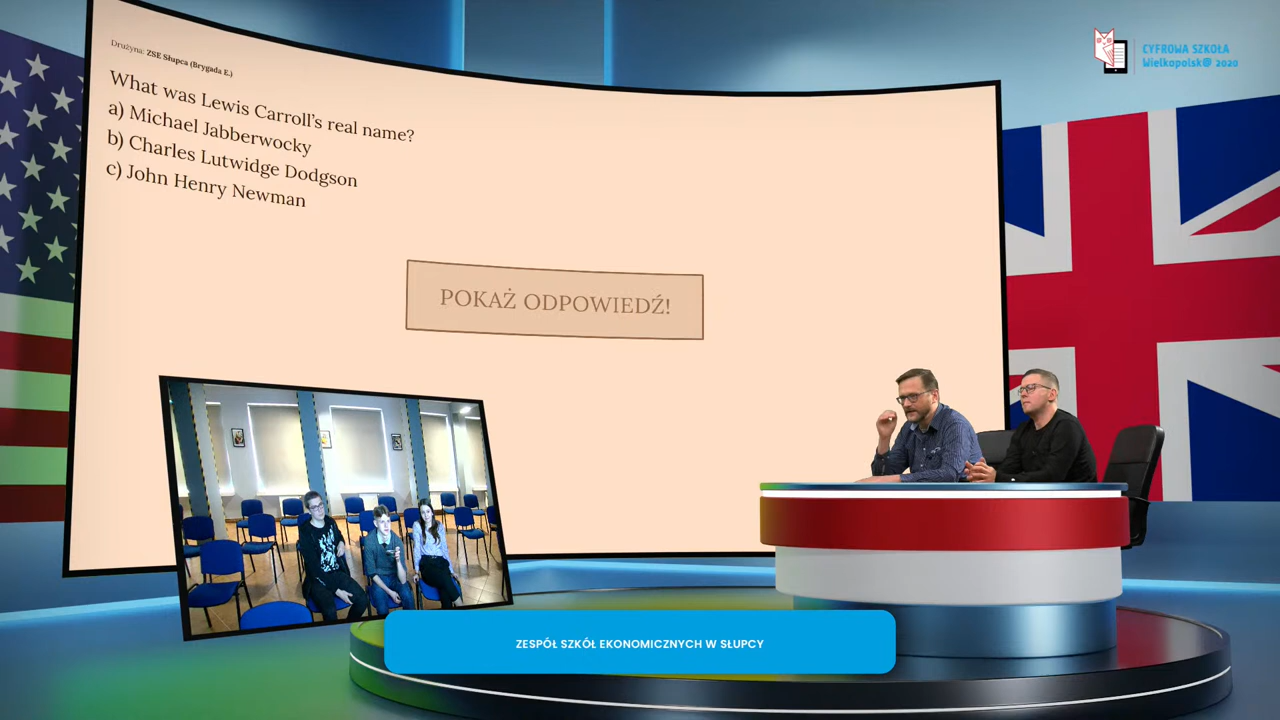 Drużyna: ZSE Słupca (Brygada E.)
What was Lewis Carroll's real name?
a) Michael Jabberwocky
b) Charles Lutwidge Dodgson
c) John Henry Newman
POKAŻ ODPOWIEDŹ!
CYFROWA SZKOŁA
Wielkopolsk@ 2020
ZESPÓŁ SZKÓŁ EKONOMICZNYCH W SŁUPCY